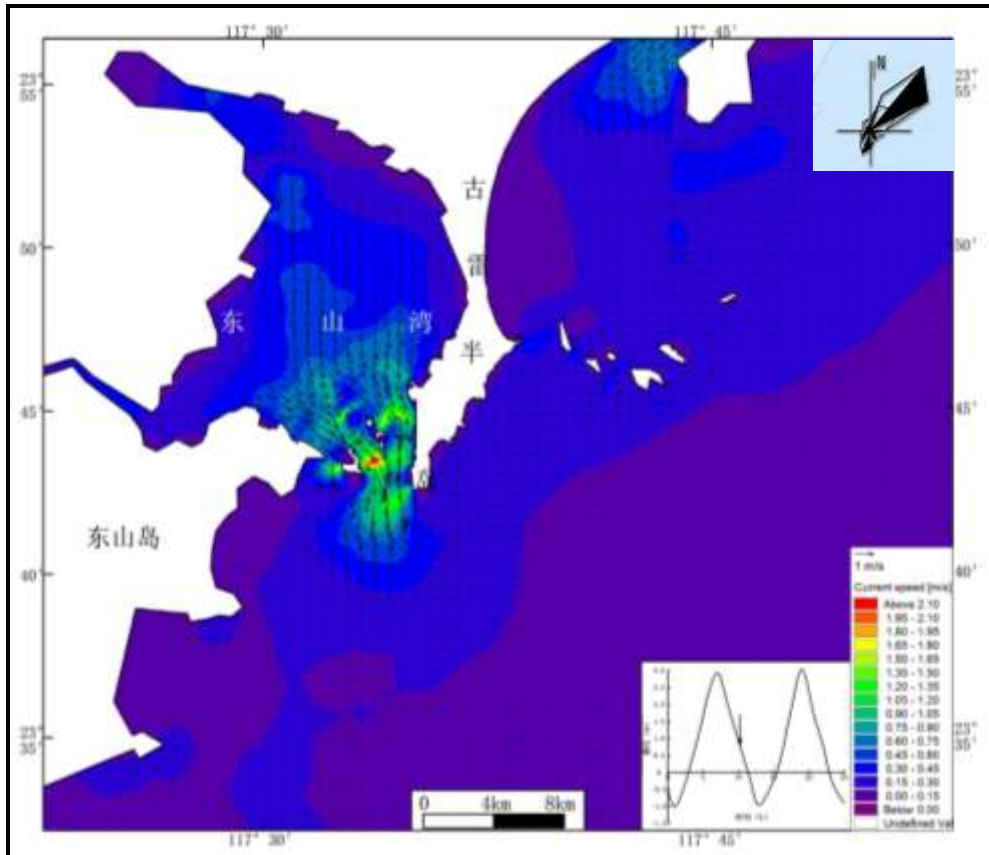 117° 30′
117° 45′
23°
55′
23°
55′
N
古
雷
半
岛
50′
50′
东 山 湾
45′
45′
东山岛
40′
40′
1 m/s
Current speed [m/s]
Above 2.10
1.95 - 2.10
1.80 - 1.95
1.65 - 1.80
1.50 - 1.65
1.35 - 1.50
1.20 - 1.35
1.05 - 1.20
0.90 - 1.05
0.75 - 0.90
0.60 - 0.75
0.45 - 0.60
0.30 - 0.45
0.15 - 0.30
0.00 - 0.15
Below 0.00
Undefined Val
23°
35′
23°
35′
0 4km 8km
117° 30′
117° 45′